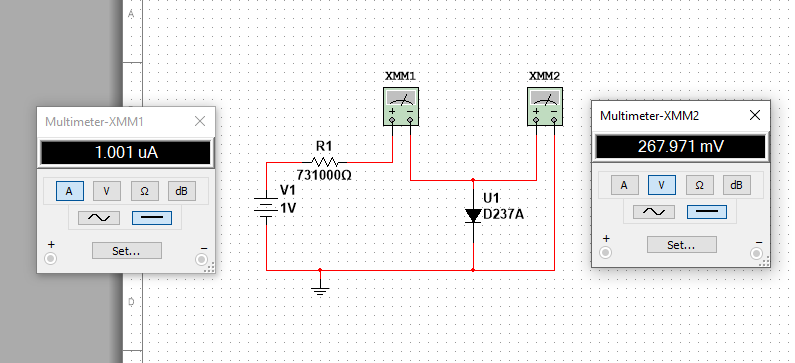 A
XMM1
XMM2
Multimeter-XMM1
1.001 uA
A
V
Ω
dB
+
Set...
−
R1
731000Ω
V1
1V
U1
D237A
Multimeter-XMM2
267.971 mV
A
V
Ω
dB
+
Set...
−
D